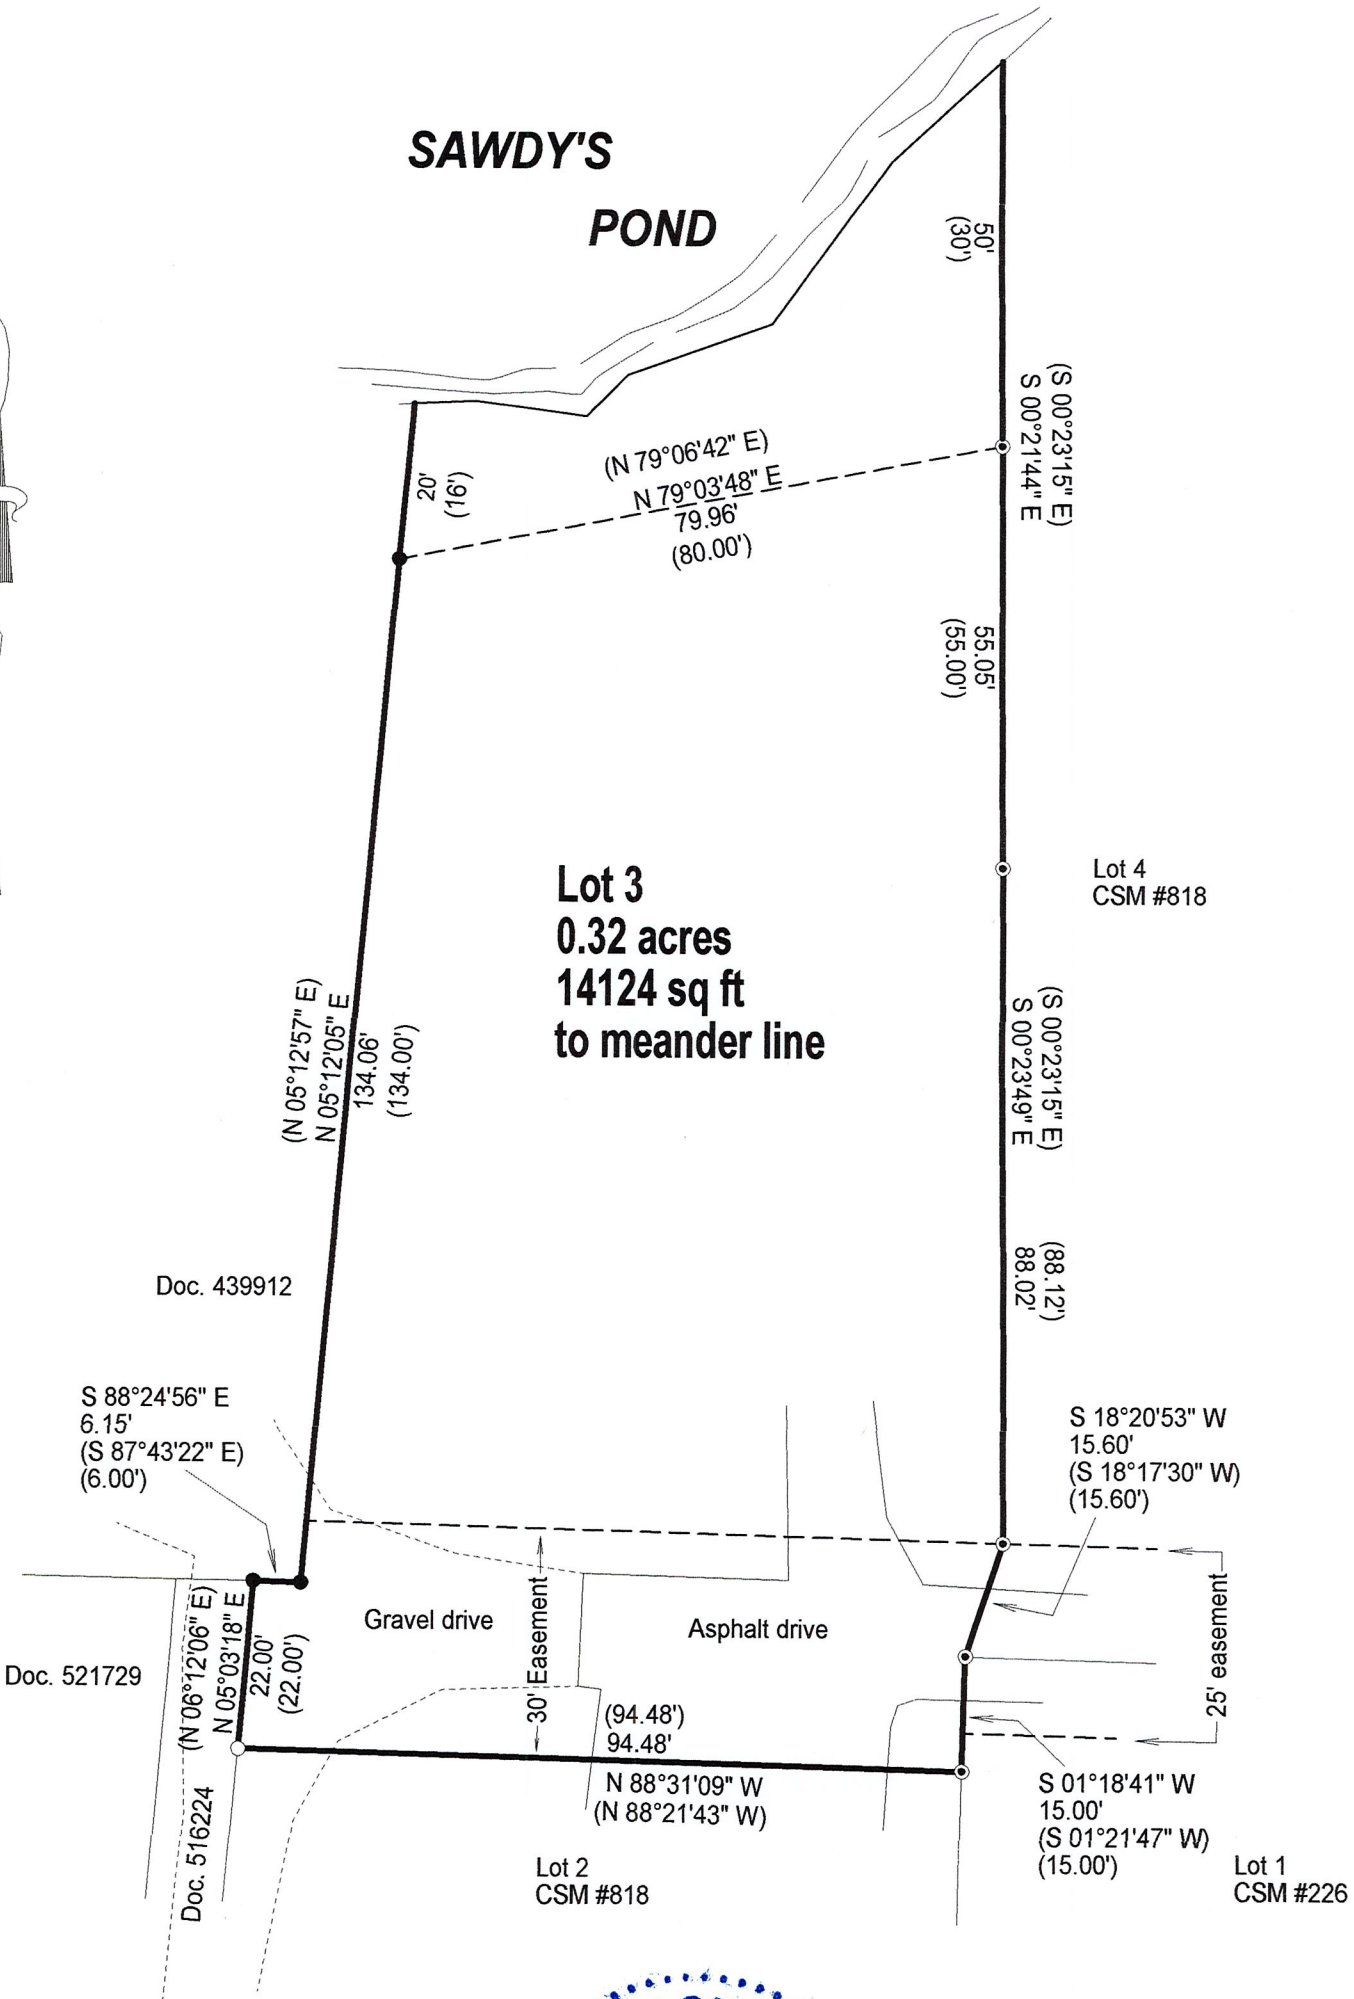 SAWDY'S
POND
50'
(30')
(S 00°23'15" E)
S 00°21'44" E
(N 79°06'42" E)
N 79°03'48" E
79.96'
(80.00')
20'
(16')
55.05'
(55.00')
Lot 3
0.32 acres
14124 sq ft
to meander line
Lot 4
CSM #818
(N 05°12'57" E)
N 05°12'05" E
134.06'
(134.00')
(S 00°23'15" E)
S 00°23'49" E
(88.12')
88.02'
Doc. 439912
S 88°24'56" E
6.15'
(S 87°43'22" E)
(6.00')
S 18°20'53" W
15.60'
(S 18°17'30" W)
(15.60')
Gravel drive
30' Easement
Asphalt drive
25' easement
Doc. 521729
(N 06°12'06" E)
N 05°03'18" E
22.00'
(22.00')
(94.48')
94.48'
N 88°31'09" W
(N 88°21'43" W)
S 01°18'41" W
15.00'
(S 01°21'47" W)
(15.00')
Doc. 516224
Lot 2
CSM #818
Lot 1
CSM #226